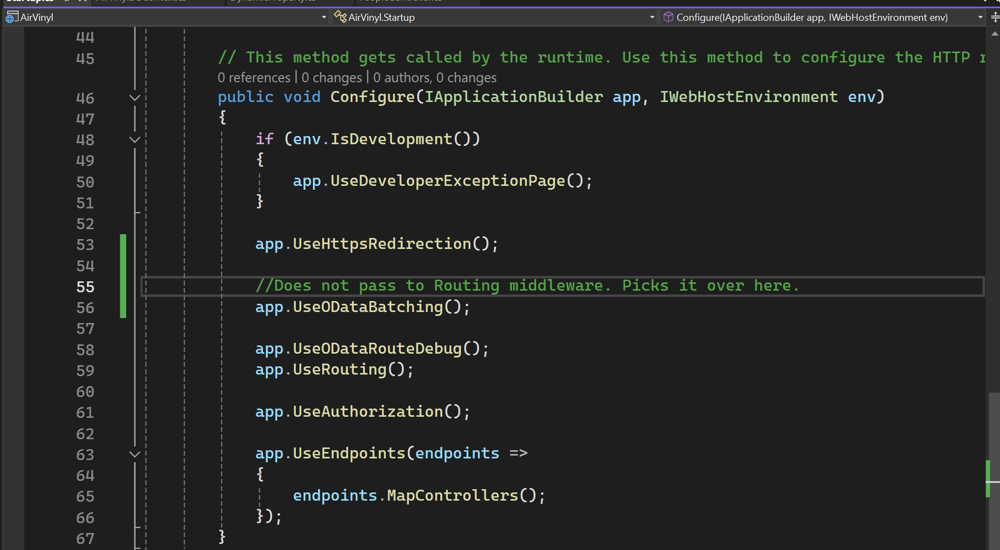 AirVinyl
AirVinyl.Startup
Configure(IApplicationBuilder app, IWebHostEnvironment env)
44
45 // This method gets called by the runtime. Use this method to configure the HTTP
0 references | 0 changes | 0 authors, 0 changes
46 public void Configure(IApplicationBuilder app, IWebHostEnvironment env)
47 {
48 if (env.IsDevelopment())
49 {
50 app.UseDeveloperExceptionPage();
51 }
52
53 app.UseHttpsRedirection();
54
55 //Does not pass to Routing middleware. Picks it over here.
56 app.UseODataBatching();
57
58 app.UseODataRouteDebug();
59 app.UseRouting();
60
61 app.UseAuthorization();
62
63 app.UseEndpoints(endpoints =>
64 {
65 endpoints.MapControllers();
66 });
67 }